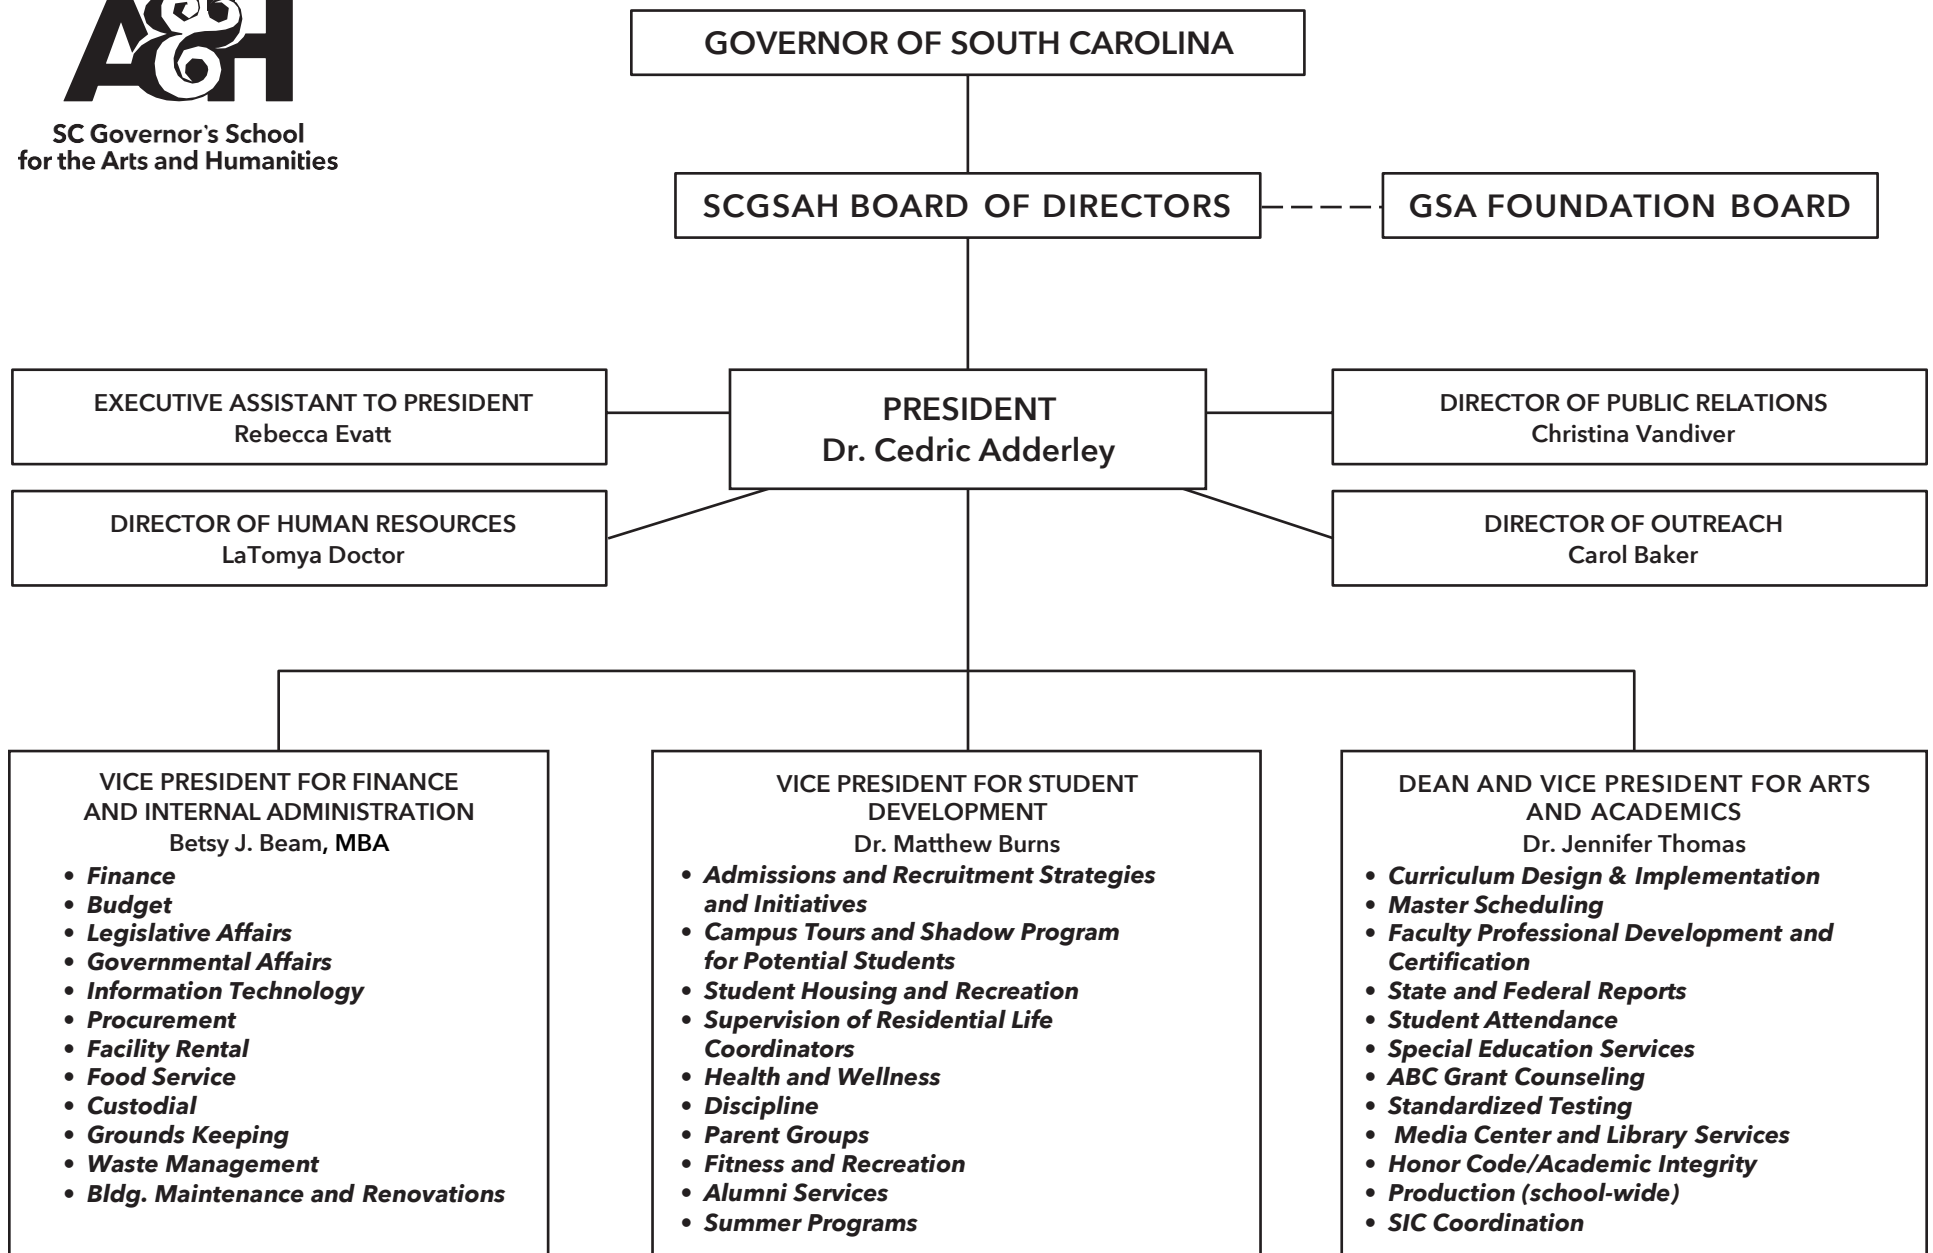 A&H
SC Governor's School
for the Arts and Humanities
GOVERNOR OF SOUTH CAROLINA
SCGSAH BOARD OF DIRECTORS
GSA FOUNDATION BOARD
EXECUTIVE ASSISTANT TO PRESIDENT
Rebecca Evatt
PRESIDENT
Dr. Cedric Adderley
DIRECTOR OF PUBLIC RELATIONS
Christina Vandiver
DIRECTOR OF HUMAN RESOURCES
LaTomya Doctor
DIRECTOR OF OUTREACH
Carol Baker
VICE PRESIDENT FOR FINANCE
AND INTERNAL ADMINISTRATION
Betsy J. Beam, MBA
• Finance
• Budget
• Legislative Affairs
• Governmental Affairs
• Information Technology
• Procurement
• Facility Rental
• Food Service
• Custodial
• Grounds Keeping
• Waste Management
• Bldg. Maintenance and Renovations
VICE PRESIDENT FOR STUDENT
DEVELOPMENT
Dr. Matthew Burns
• Admissions and Recruitment Strategies
and Initiatives
• Campus Tours and Shadow Program
for Potential Students
• Student Housing and Recreation
• Supervision of Residential Life
Coordinators
• Health and Wellness
• Discipline
• Parent Groups
• Fitness and Recreation
• Alumni Services
• Summer Programs
DEAN AND VICE PRESIDENT FOR ARTS
AND ACADEMICS
Dr. Jennifer Thomas
• Curriculum Design & Implementation
• Master Scheduling
• Faculty Professional Development and
Certification
• State and Federal Reports
• Student Attendance
• Special Education Services
• ABC Grant Counseling
• Standardized Testing
• Media Center and Library Services
• Honor Code/Academic Integrity
• Production (school-wide)
• SIC Coordination